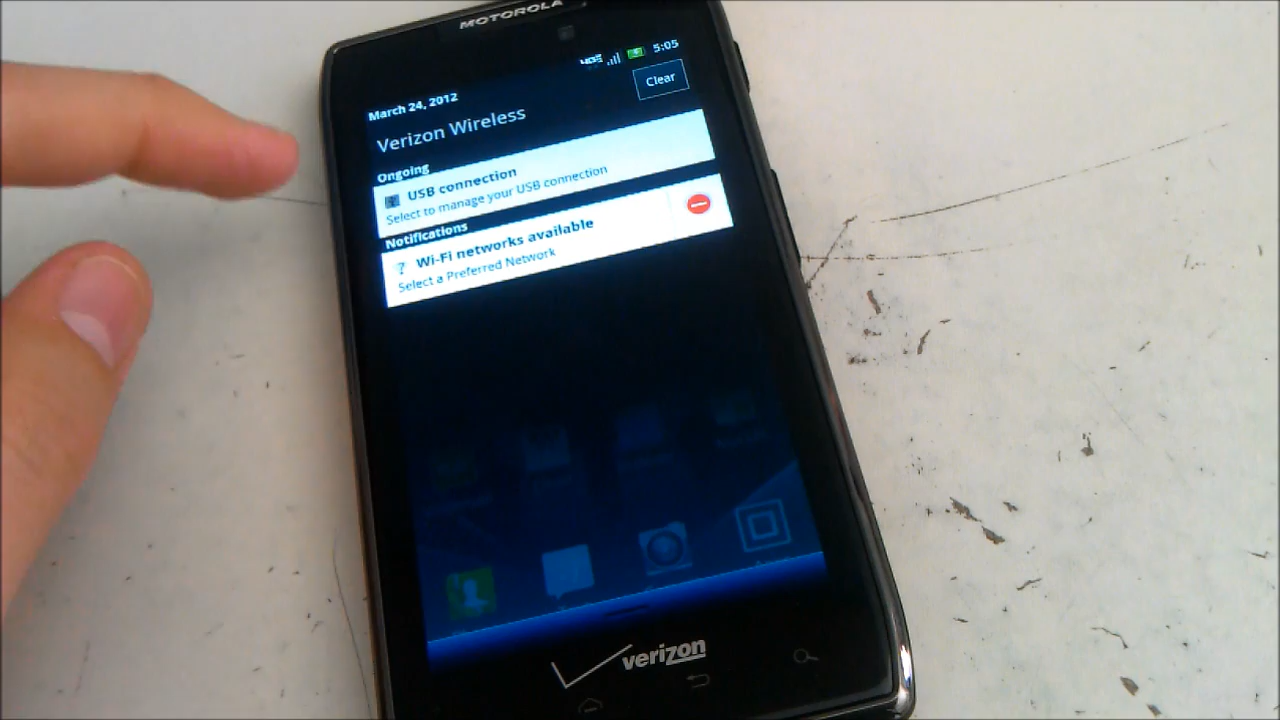 MOTOROLA
4G 5:05
March 24, 2012
Clear
Verizon Wireless
Ongoing
USB connection
Select to manage your USB connection
Notifications
? Wi-Fi networks available
Select a Preferred Network
verizon